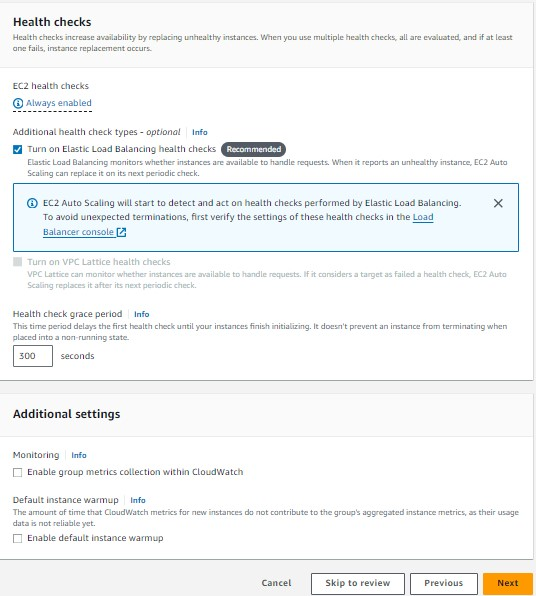 Health checks
Health checks increase availability by replacing unhealthy instances. When you use multiple health checks, all are evaluated, and if at least
one fails, instance replacement occurs.
EC2 health checks
Always enabled
Additional health check types - optional | Info
Turn on Elastic Load Balancing health checks Recommended
Elastic Load Balancing monitors whether instances are available to handle requests. When it reports an unhealthy instance, EC2 Auto
Scaling can replace it on its next periodic check.
EC2 Auto Scaling will start to detect and act on health checks performed by Elastic Load Balancing.
To avoid unexpected terminations, first verify the settings of these health checks in the Load
Balancer console
Turn on VPC Lattice health checks
VPC Lattice can monitor whether instances are available to handle requests. If it considers a target as failed a health check, EC2 Auto
Scaling replaces it after its next periodic check.
Health check grace period | Info
This time period delays the first health check until your instances finish initializing. It doesn't prevent an instance from terminating when
placed into a non-running state.
300 seconds
Additional settings
Monitoring | Info
Enable group metrics collection within CloudWatch
Default instance warmup | Info
The amount of time that CloudWatch metrics for new instances do not contribute to the group's aggregated instance metrics, as their usage
data is not reliable yet.
Enable default instance warmup
Cancel Skip to review Previous Next